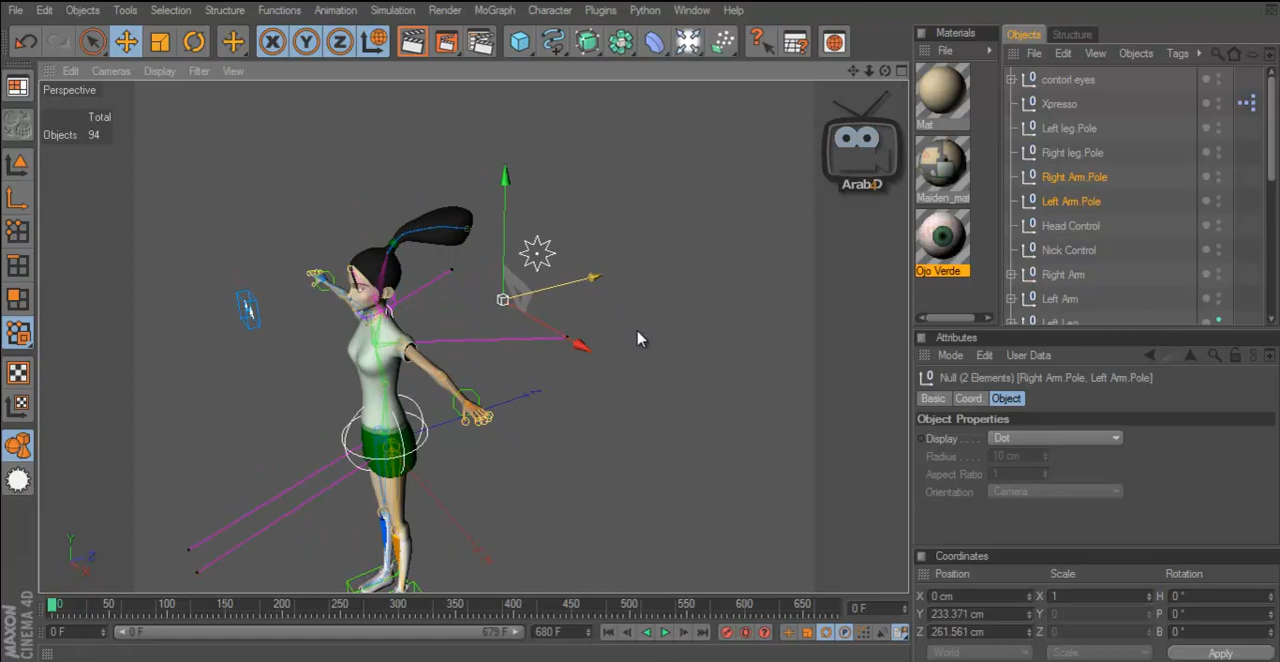 File Edit Objects Tools Selection Structure Functions Animation Simulation Render MoGraph Character Plugins Python Window Help
Edit Cameras Display Filter View
Perspective
Total
Objects 94
Arab4D
Materials
File
Mat
Maiden_mat
Ojo Verde
Objects Structure
File Edit View Objects Tags
contorl eyes
Xpresso
Left leg.Pole
Right leg.Pole
Right Arm.Pole
Left Arm.Pole
Head Control
Nick Control
Right Arm
Left Arm
Left Leg
Attributes
Mode Edit User Data
Null (2 Elements) [Right Arm.Pole, Left Arm.Pole]
Basic Coord. Object
Object Properties
Display Dot
Radius 10 cm
Aspect Ratio 1
Orientation Camera
Coordinates
Position Scale Rotation
X 0 cm X 1 H 0 °
Y 233.371 cm Y 0 P 0 °
Z 261.561 cm Z 0 B 0 °
World Scale Apply
0 50 100 150 200 250 300 350 400 450 500 550 600 650 0 F
0 F 0 F 679 F 680 F
MAXON
CINEMA 4D
Y
Z
X